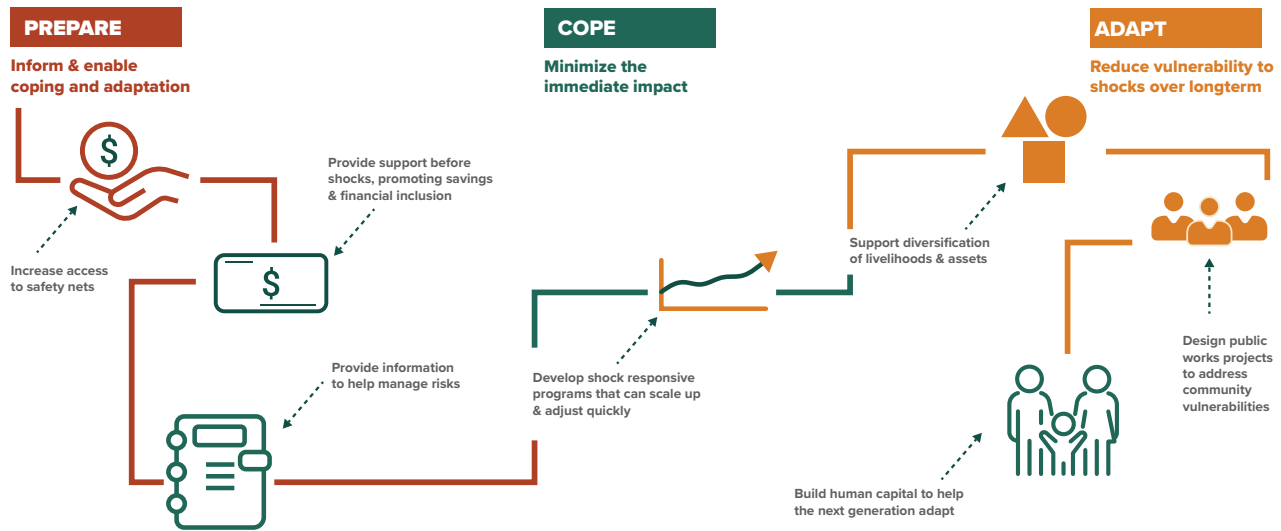 PREPARE
Inform & enable
coping and adaptation
$
Increase access
to safety nets
Provide support before
shocks, promoting savings
& financial inclusion
$
Provide information
to help manage risks
COPE
Minimize the
immediate impact
Develop shock responsive
programs that can scale up
& adjust quickly
ADAPT
Reduce vulnerability to
shocks over longterm
Support diversification
of livelihoods & assets
Design public
works projects
to address
community
vulnerabilities
Build human capital to help
the next generation adapt